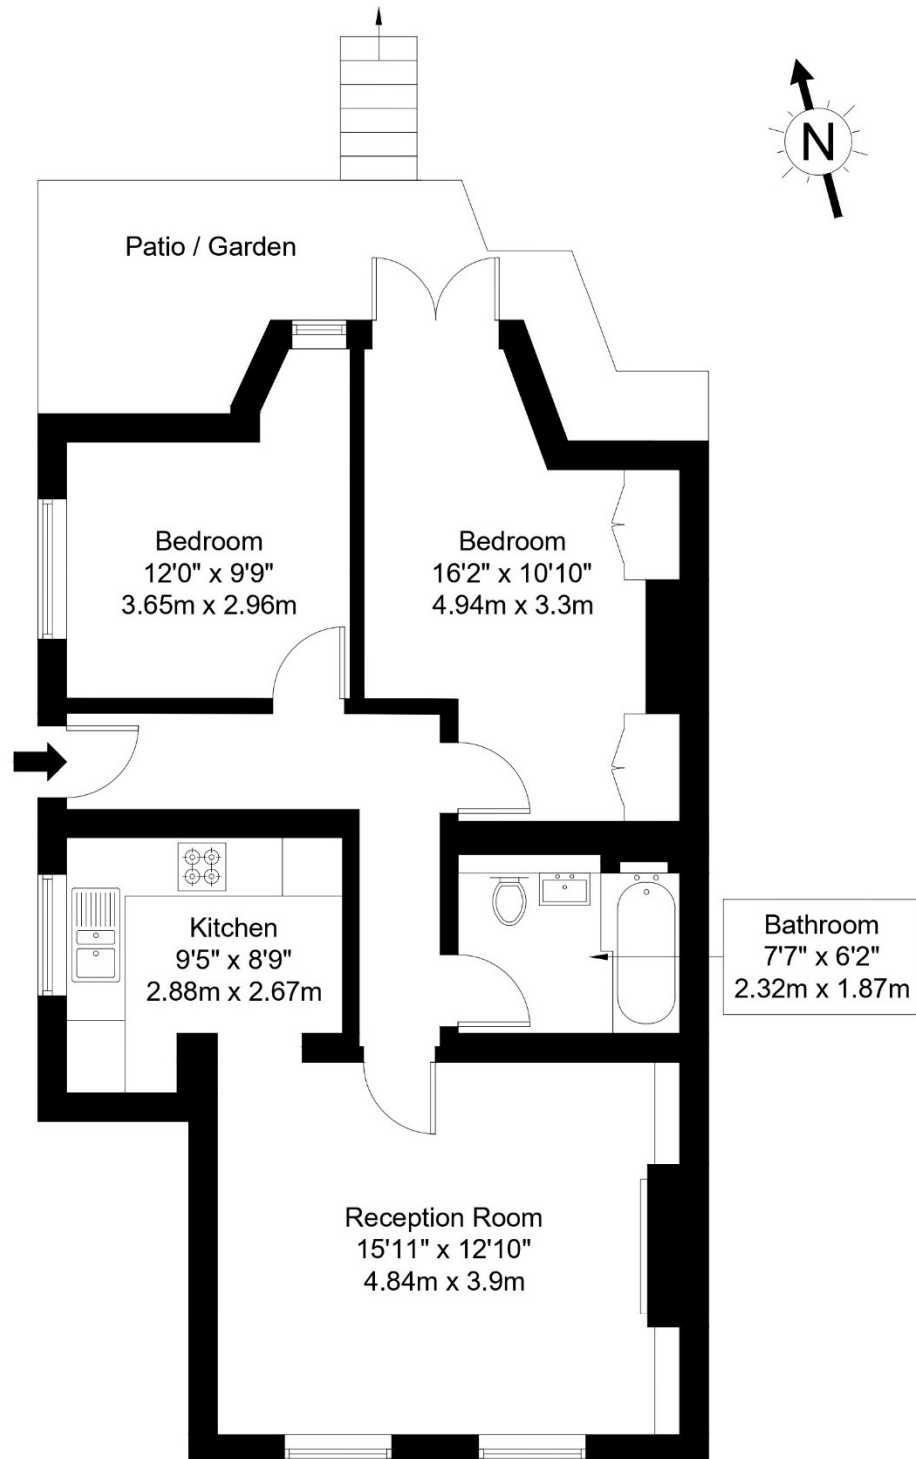 N
Patio / Garden
Bedroom
12'0" x 9'9"
3.65m x 2.96m
Bedroom
16'2" x 10'10"
4.94m x 3.3m
Kitchen
9'5" x 8'9"
2.88m x 2.67m
Bathroom
7'7" x 6'2"
2.32m x 1.87m
Reception Room
15'11" x 12'10"
4.84m x 3.9m